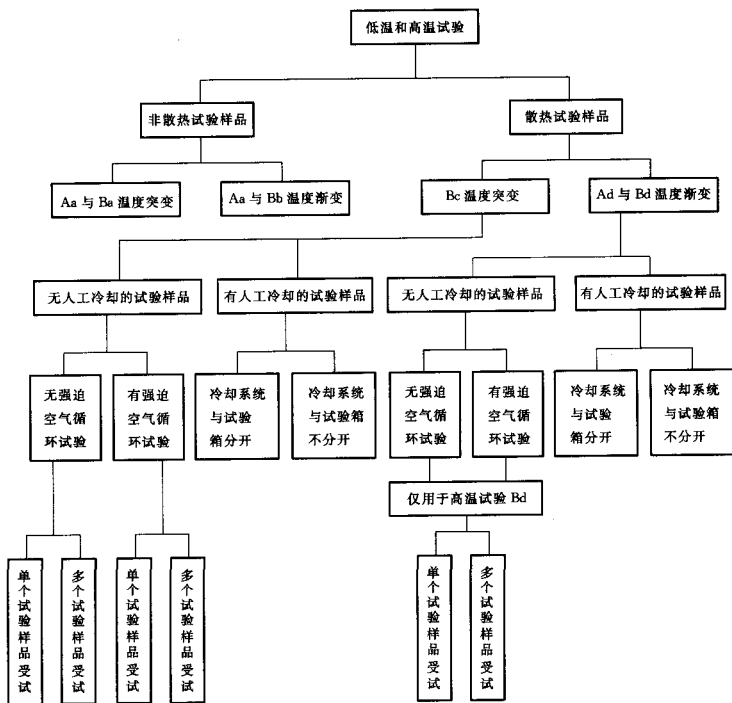 低温和高温试验
非散热试验样品
散热试验样品
Aa 与 Ba 温度突变
Aa 与 Bb 温度渐变
Bc 温度突变
Ad 与 Bd 温度渐变
无人工冷却的试验样品
有人工冷却的试验样品
无人工冷却的试验样品
有人工冷却的试验样品
无强迫
空气循
环试验
有强迫
空气循
环试验
冷却系统
与试验
箱分开
冷却系统
与试验箱
不分开
无强迫
空气循
环试验
有强迫
空气循
环试验
冷却系统
与试验
箱分开
冷却系统
与试验箱
不分开
仅用于高温试验 Bd
单个试验样品受试
多个试验样品受试
单个试验样品受试
多个试验样品受试
单个试验样品受试
多个试验样品受试